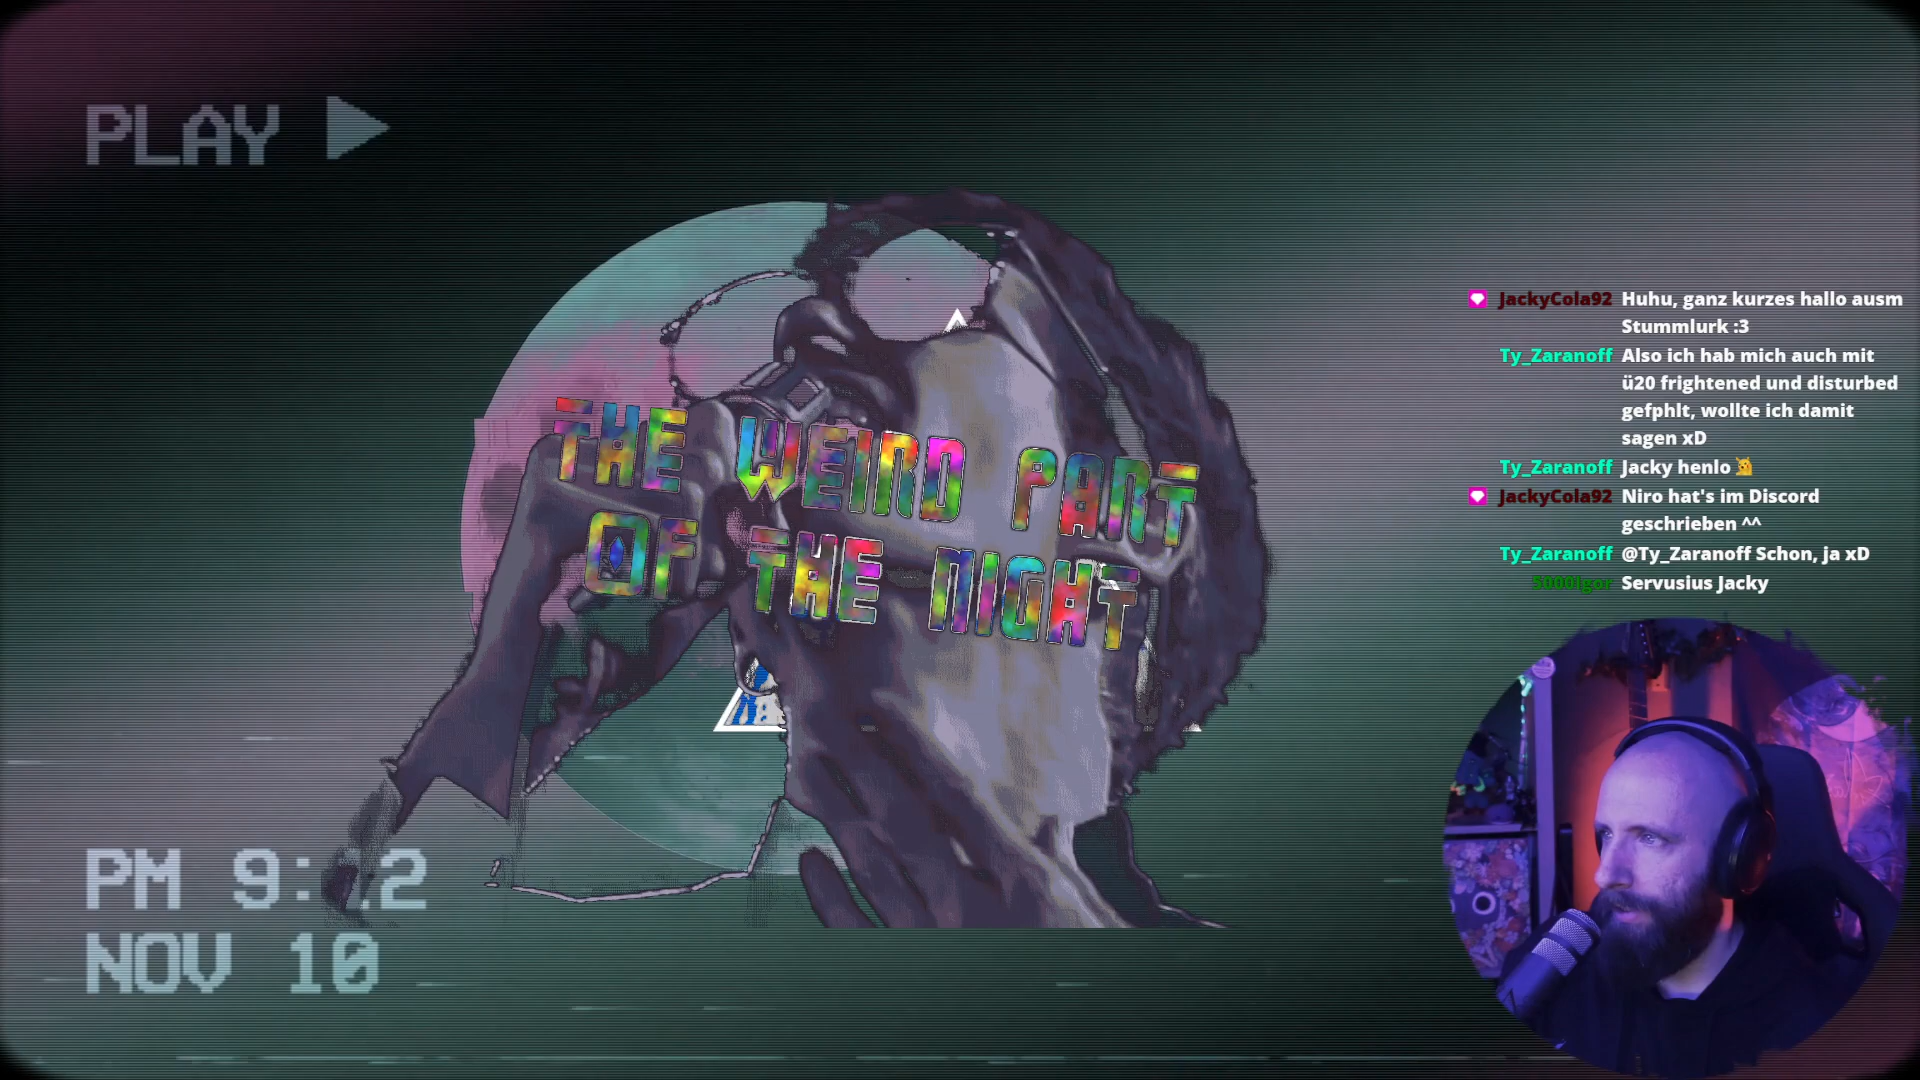 PLAY
THE WEIRD PART
OF THE NIGHT
PM 9: 2
NOV 10
JackyCola92 Huhu, ganz kurzes hallo ausm
Stummlurk :3
Ty_Zaranoff Also ich hab mich auch mit
ü20 frightened und disturbed
gefphlt, wollte ich damit
sagen xD
Ty_Zaranoff Jacky henlo
JackyCola92 Niro hat's im Discord
geschrieben ^^
Ty_Zaranoff @Ty_Zaranoff Schon, ja xD
5000Igor Servusius Jacky